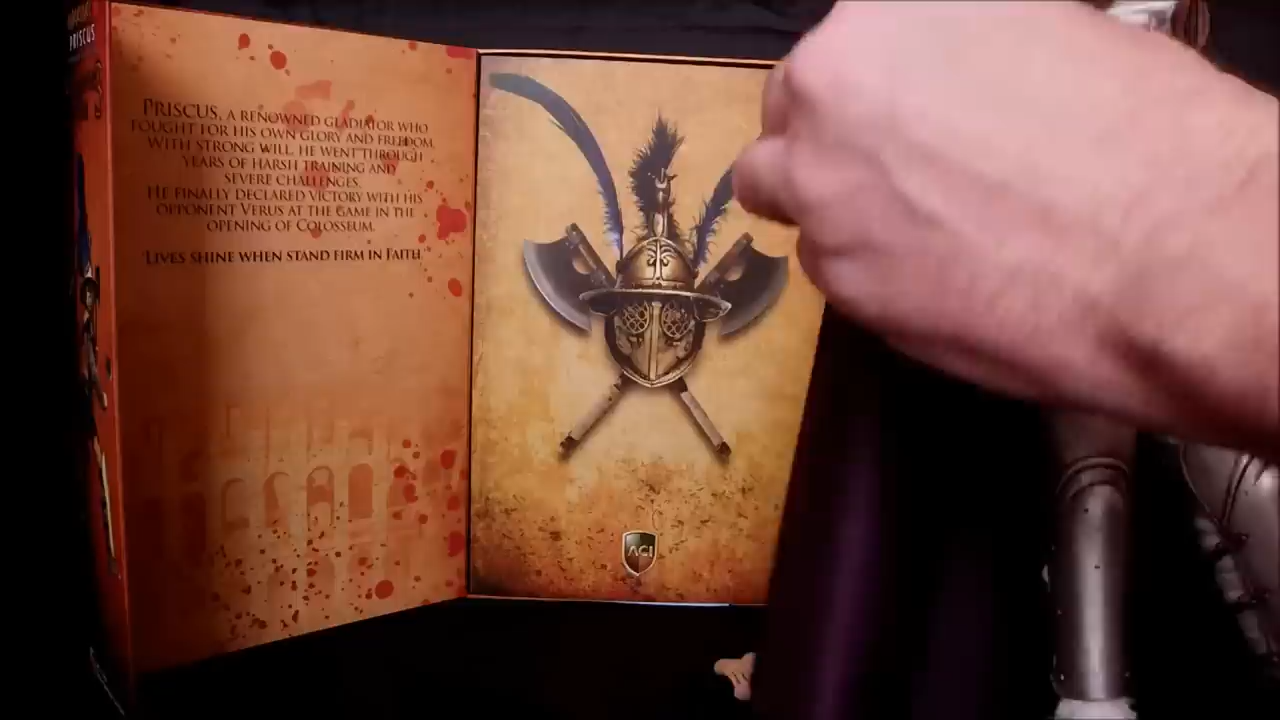 PRISCUS
PRISCUS, A RENOWNED GLADIATOR WHO
FOUGHT FOR HIS OWN GLORY AND FREEDOM.
WITH STRONG WILL, HE WENT THROUGH
YEARS OF HARSH TRAINING AND
SEVERE CHALLENGES.
HE FINALLY DECLARED VICTORY WITH HIS
OPPONENT VERUS AT THE GAME IN THE
OPENING OF COLOSSEUM.
"LIVES SHINE WHEN STAND FIRM IN FAITH."
ACI